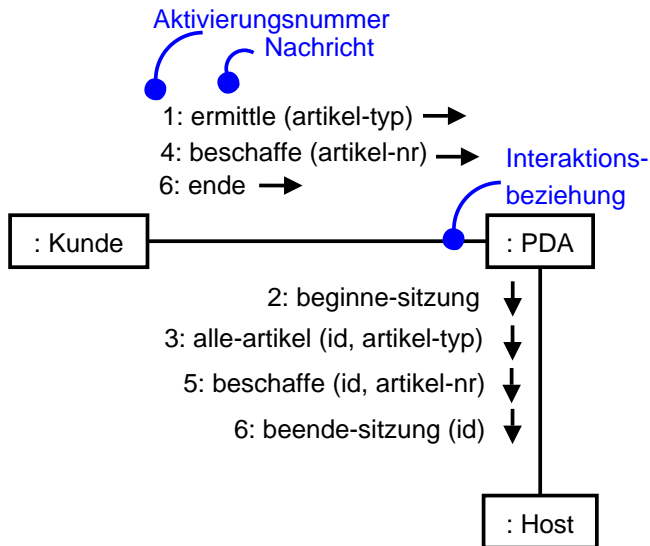 Aktivierungsnummer
Nachricht
1: ermittle (artikel-typ)
4: beschaffe (artikel-nr)
6: ende
Interaktions-
beziehung
: Kunde
: PDA
2: beginne-sitzung
3: alle-artikel (id, artikel-typ)
5: beschaffe (id, artikel-nr)
6: beende-sitzung (id)
: Host